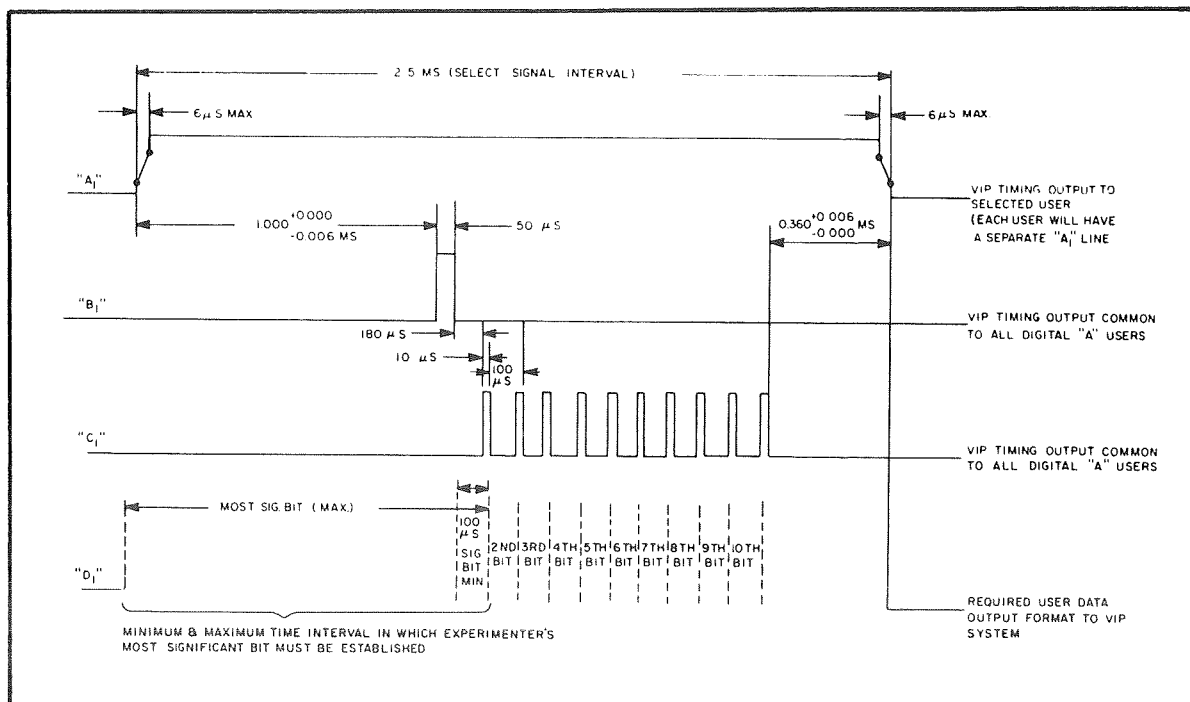 2.5 MS (SELECT SIGNAL INTERVAL)
6 μS MAX.
6 μS MAX.
"A₁"
VIP TIMING OUTPUT TO
SELECTED USER
(EACH USER WILL HAVE
A SEPARATE "A₁" LINE
1.000 +0.000 -0.006 MS
50 μS
0.360 +0.006 -0.000 MS
"B₁"
VIP TIMING OUTPUT COMMON
TO ALL DIGITAL "A" USERS
180 μS
10 μS
100
μS
"C₁"
VIP TIMING OUTPUT COMMON
TO ALL DIGITAL "A" USERS
MOST SIG. BIT (MAX.)
100
μS
SIG
BIT
MIN
2ND BIT
3RD BIT
4TH BIT
5TH BIT
6TH BIT
7TH BIT
8TH BIT
9TH BIT
10TH BIT
"D₁"
REQUIRED USER DATA
OUTPUT FORMAT TO VIP
SYSTEM
MINIMUM & MAXIMUM TIME INTERVAL IN WHICH EXPERIMENTER'S
MOST SIGNIFICANT BIT MUST BE ESTABLISHED